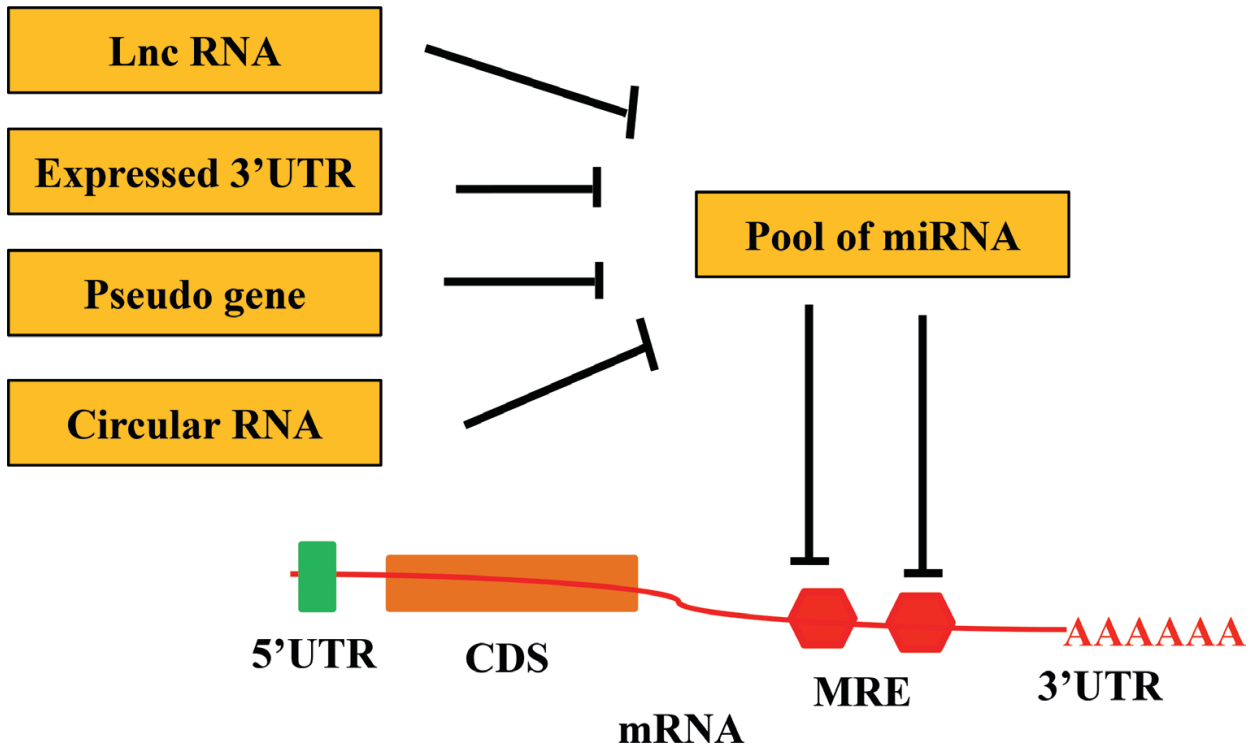 Lnc RNA
Expressed 3’UTR
Pseudo gene
Circular RNA
Pool of miRNA
AAAAAA
5’UTR
CDS
MRE
3’UTR
mRNA